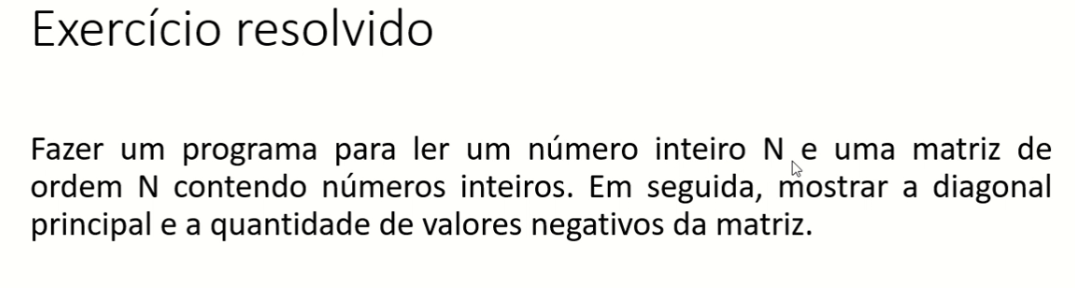 Exercício resolvido
Fazer um programa para ler um número inteiro N e uma matriz de
ordem N contendo números inteiros. Em seguida, mostrar a diagonal
principal e a quantidade de valores negativos da matriz.